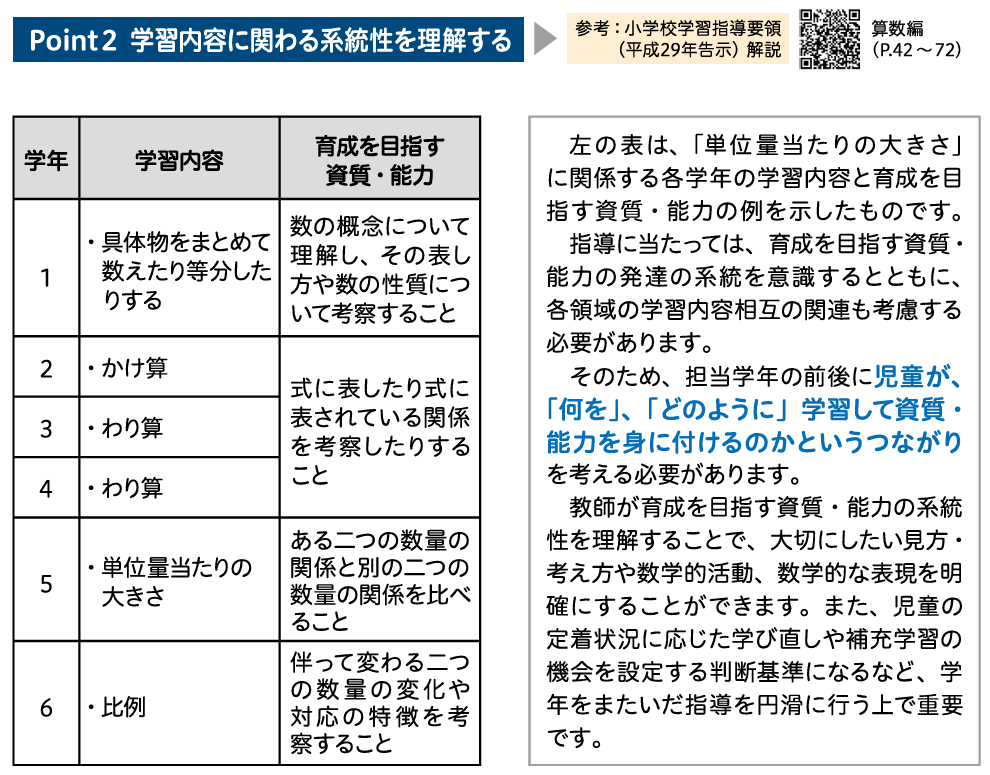 Point2 学習内容に関わる系統性を理解する
参考：小学校学習指導要領
（平成29年告示）解説
算数編
（P.42～72）
学年
学習内容
育成を目指す
資質・能力
1
・具体物をまとめて
数えたり等分した
りする
数の概念について
理解し、その表し
方や数の性質につ
いて考察すること
2
・かけ算
式に表したり式に
表されている関係
を考察したりする
こと
3
・わり算
4
・わり算
5
・単位量当たりの
大きさ
ある二つの数量の
関係と別の二つの
数量の関係を比べ
ること
6
・比例
伴って変わる二つ
の数量の変化や
対応の特徴を考
察すること
左の表は、「単位量当たりの大きさ」
に関係する各学年の学習内容と育成を目
指す資質・能力の例を示したものです。
指導に当たっては、育成を目指す資質・
能力の発達の系統を意識するとともに、
各領域の学習内容相互の関連も考慮する
必要があります。
そのため、担当学年の前後に児童が、
「何を」、「どのように」学習して資質・
能力を身に付けるのかというつながり
を考える必要があります。
教師が育成を目指す資質・能力の系統
性を理解することで、大切にしたい見方・
考え方や数学的活動、数学的な表現を明
確にすることができます。また、児童の
定着状況に応じた学び直しや補充学習の
機会を設定する判断基準になるなど、学
年をまたいだ指導を円滑に行う上で重要
です。